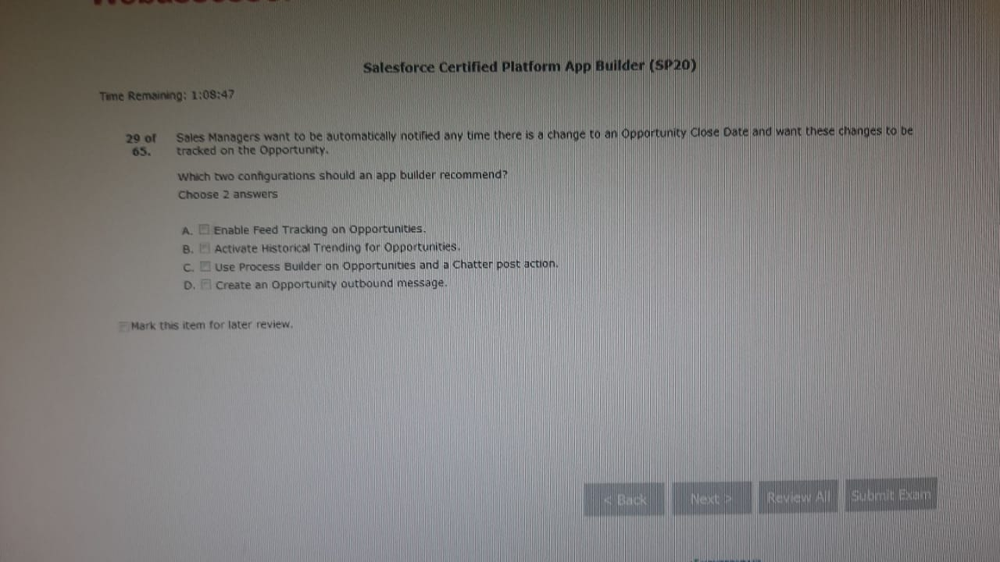 Salesforce Certified Platform App Builder (SP20)
Time Remaining: 1:08:47
29 of 65.
Sales Managers want to be automatically notified any time there is a change to an Opportunity Close Date and want these changes to be
tracked on the Opportunity.
Which two configurations should an app builder recommend?
Choose 2 answers
A. Enable Feed Tracking on Opportunities.
B. Activate Historical Trending for Opportunities.
C. Use Process Builder on Opportunities and a Chatter post action.
D. Create an Opportunity outbound message.
Mark this item for later review.
< Back Next > Review All Submit Exam